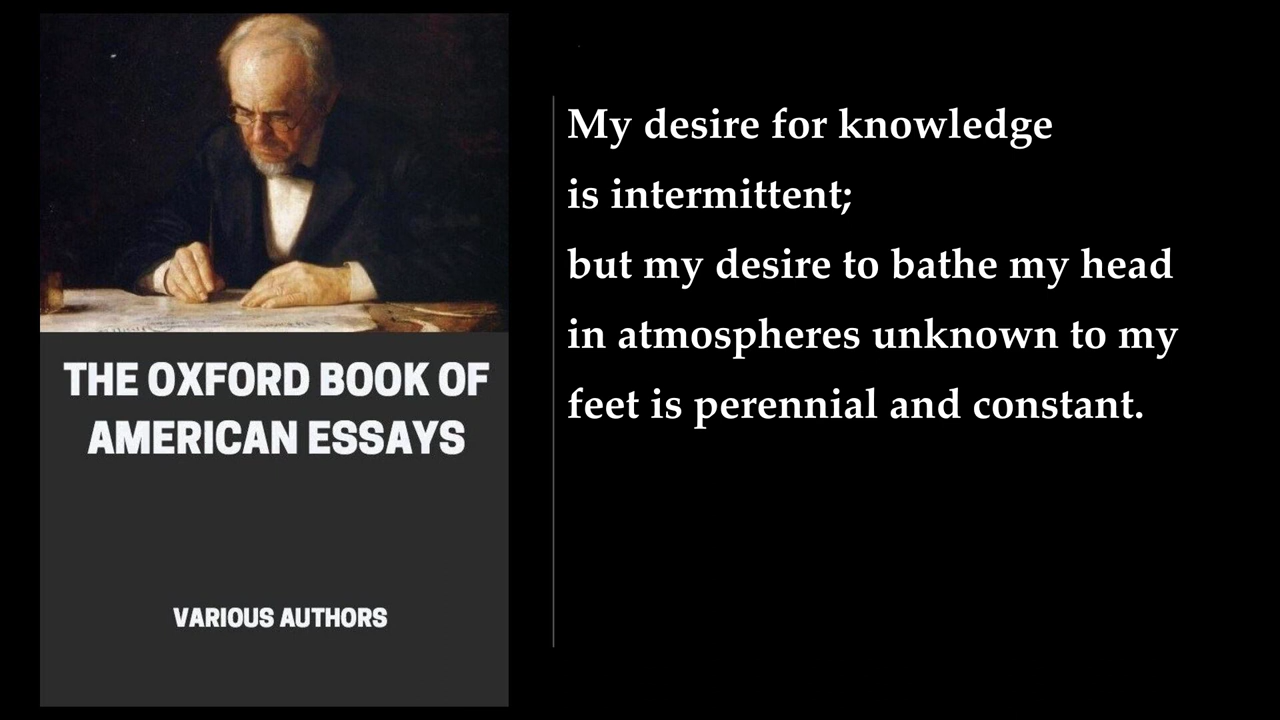 THE OXFORD BOOK OF
AMERICAN ESSAYS
VARIOUS AUTHORS
My desire for knowledge
is intermittent;
but my desire to bathe my head
in atmospheres unknown to my
feet is perennial and constant.